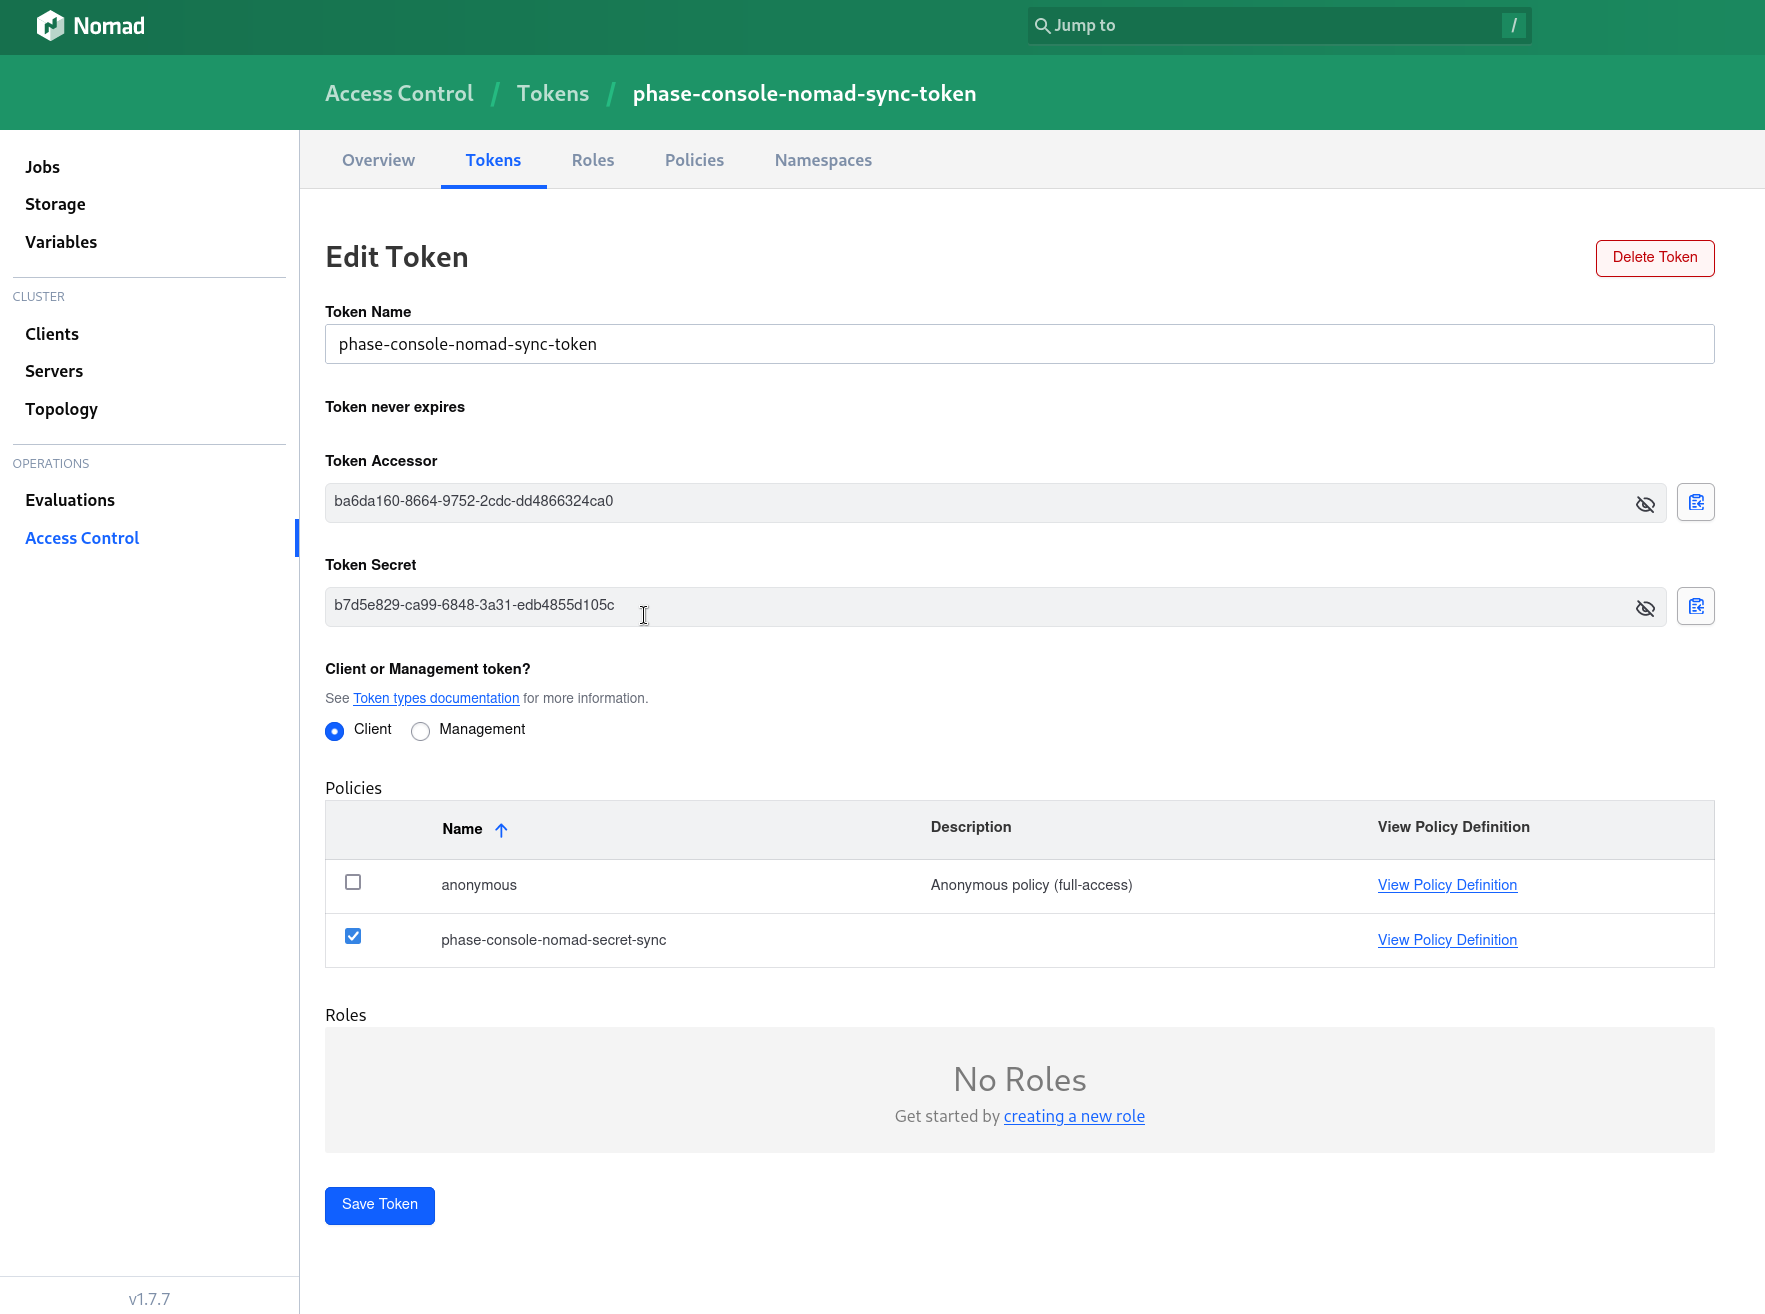 Nomad
Jump to /
Access Control / Tokens / phase-console-nomad-sync-token
Jobs
Storage
Variables
CLUSTER
Clients
Servers
Topology
OPERATIONS
Evaluations
Access Control
v1.7.7
Overview Tokens Roles Policies Namespaces
Edit Token
Delete Token
Token Name
phase-console-nomad-sync-token
Token never expires
Token Accessor
ba6da160-8664-9752-2cdc-dd4866324ca0
Token Secret
b7d5e829-ca99-6848-3a31-edb4855d105c
Client or Management token?
See Token types documentation for more information.
Client Management
Policies
Name Description View Policy Definition
anonymous Anonymous policy (full-access) View Policy Definition
phase-console-nomad-secret-sync View Policy Definition
Roles
No Roles
Get started by creating a new role
Save Token